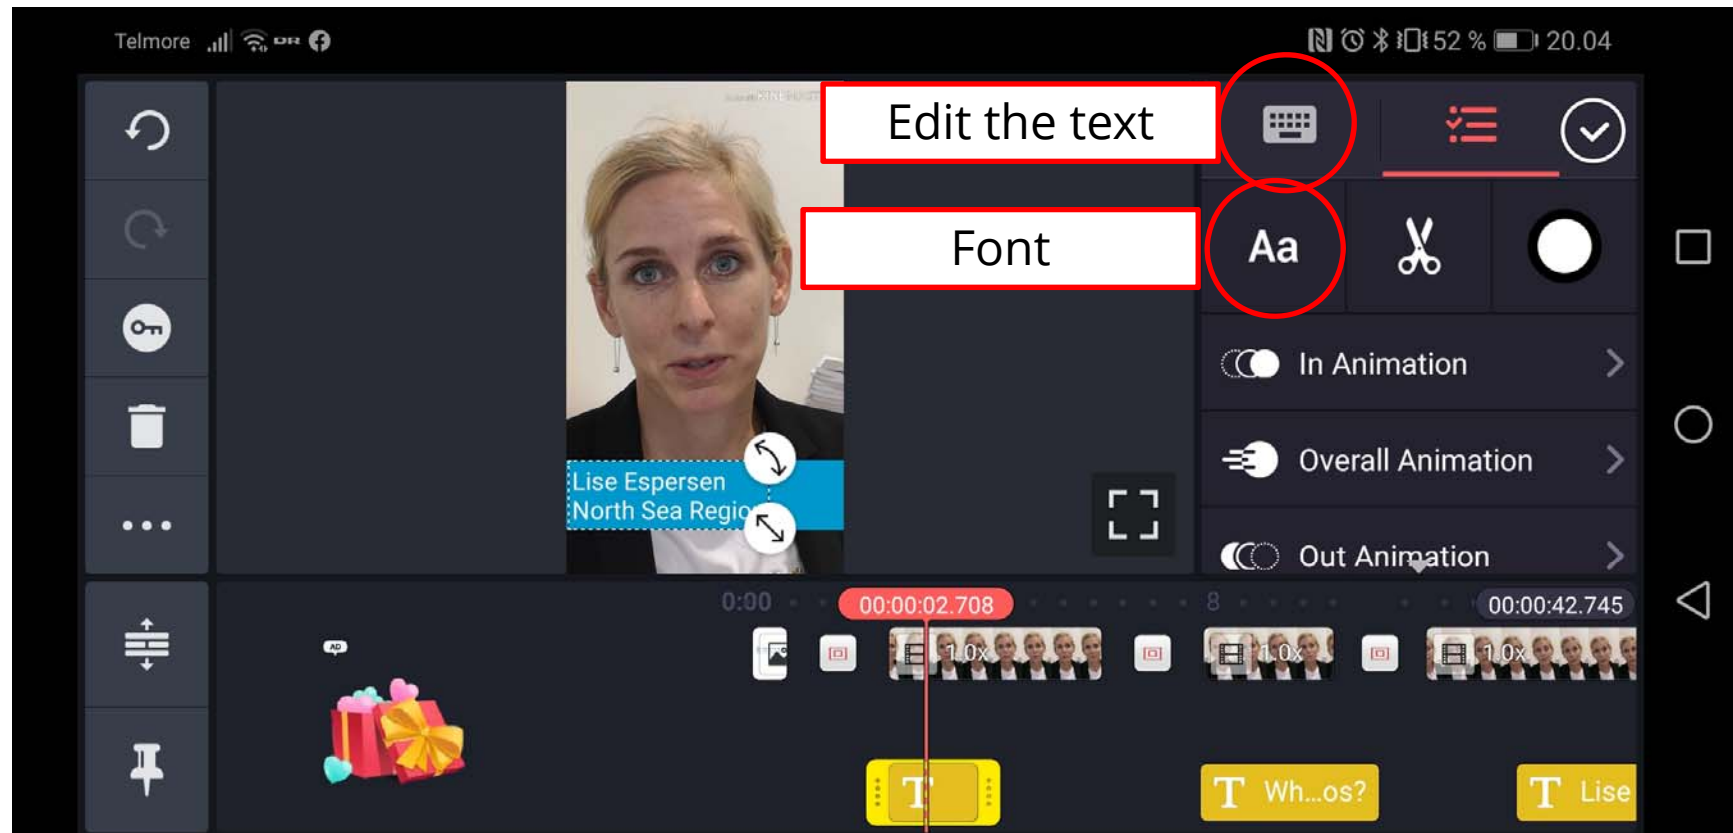 Telmore
DR
52 %
20.04
Edit the text
Font
Aa
In Animation
Overall Animation
Out Animation
Lise Espersen
North Sea Regio
0:00
00:00:02.708
8
00:00:42.745
AD
1.0x
1.0x
1.0x
T
T Wh...os?
T Lise